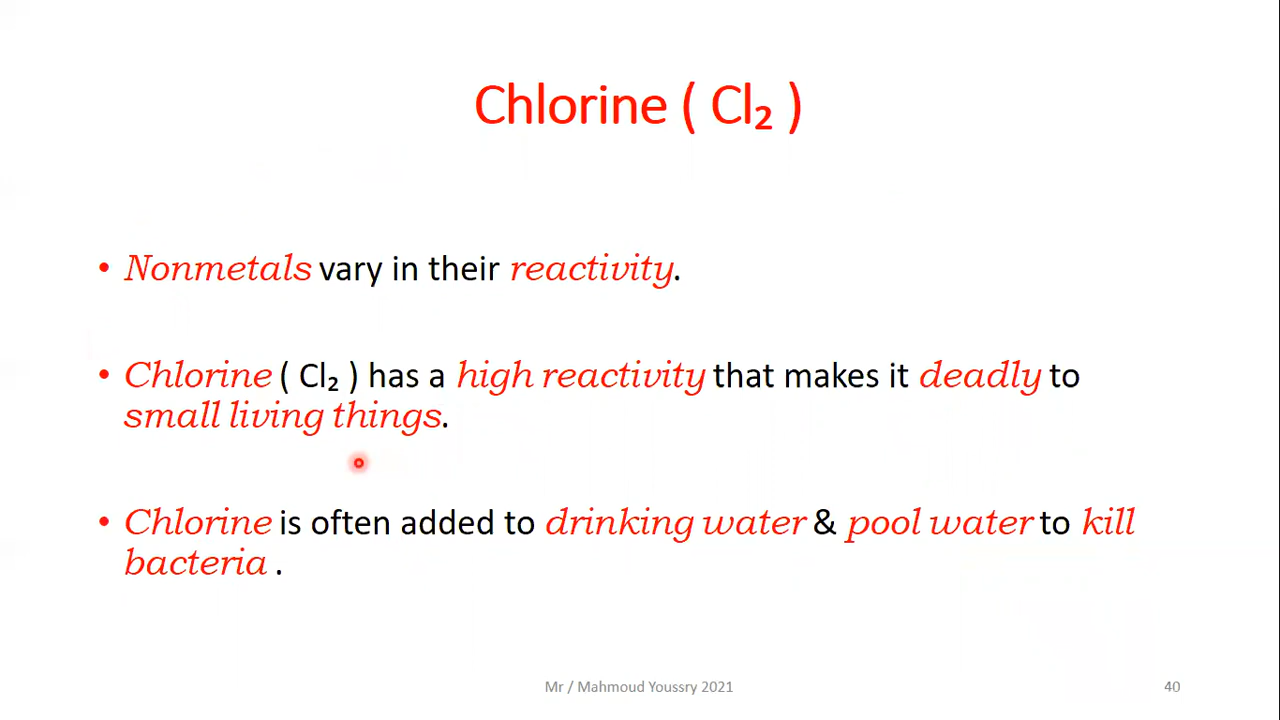 Chlorine ( Cl₂ )
• Nonmetals vary in their reactivity.
• Chlorine ( Cl₂ ) has a high reactivity that makes it deadly to
small living things.
• Chlorine is often added to drinking water & pool water to kill
bacteria .
Mr / Mahmoud Youssry 2021
40